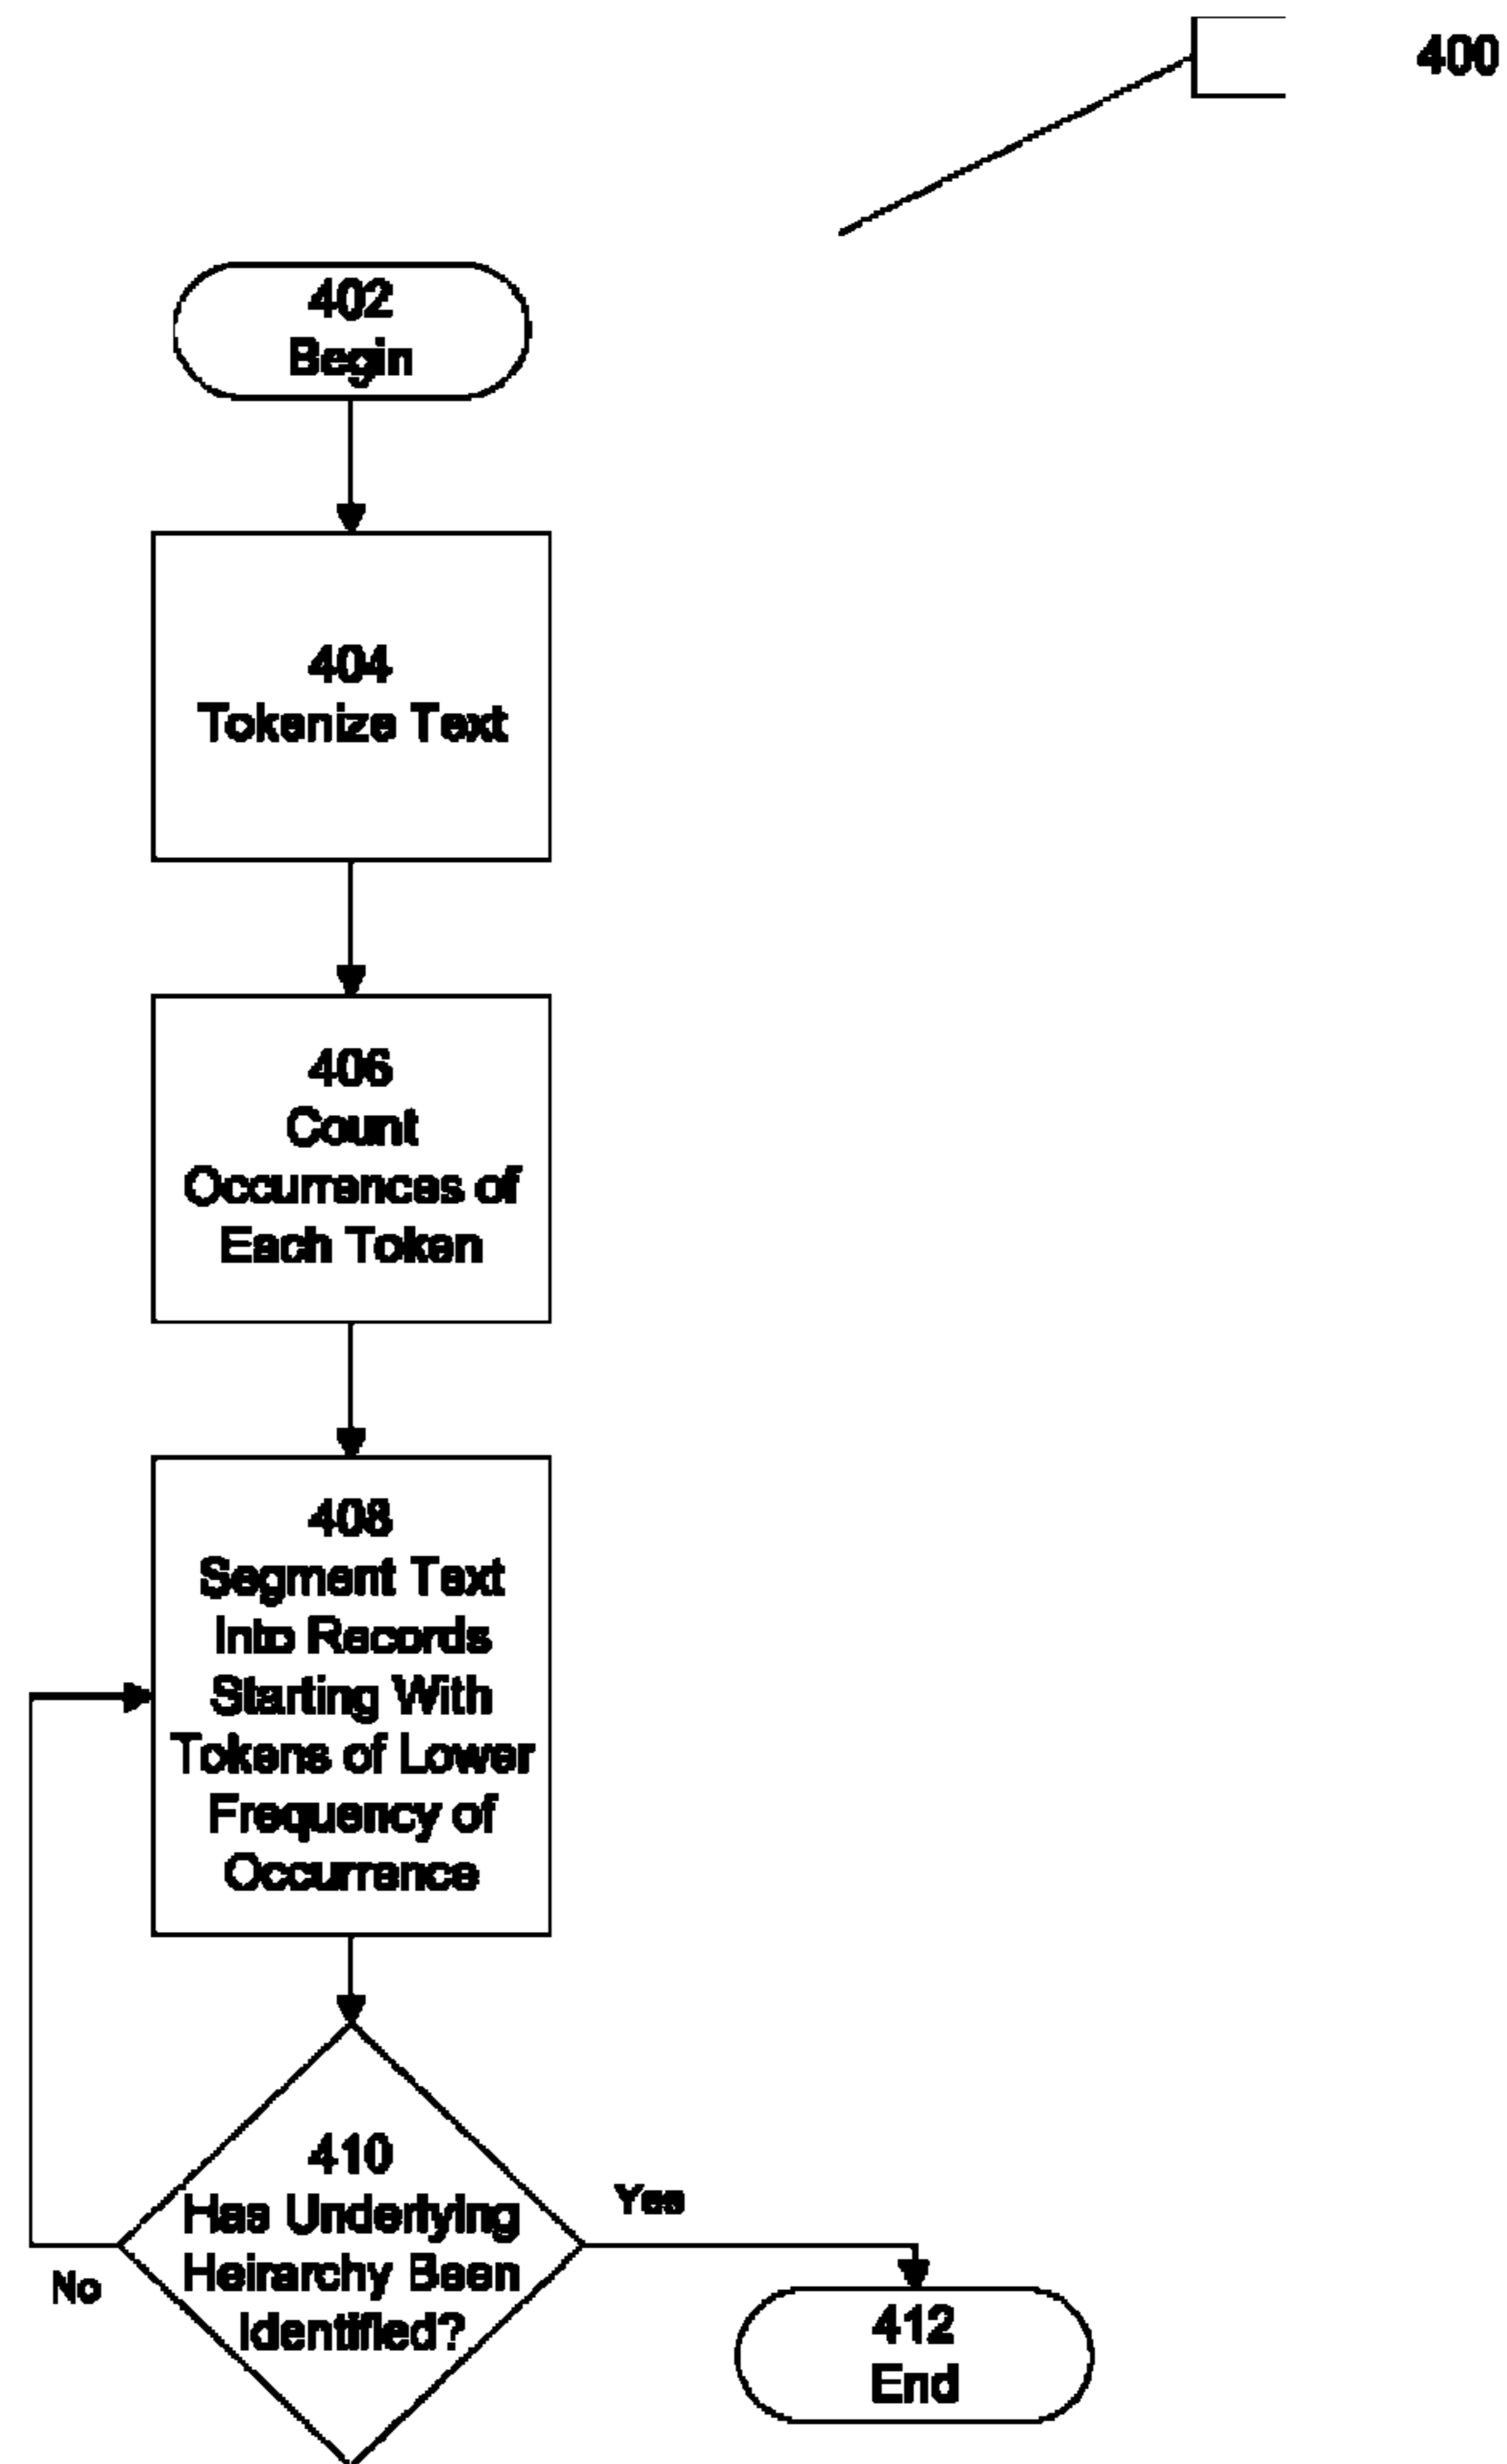 400
402
Begin
404
Tokenize Text
406
Count
Occurrences of
Each Token
408
Segment Text
Into Records
Starting With
Tokens of Lower
Frequency of
Occurrence
410
Has Underlying
Heirarchy Been
Identified?
Yes
No
412
End